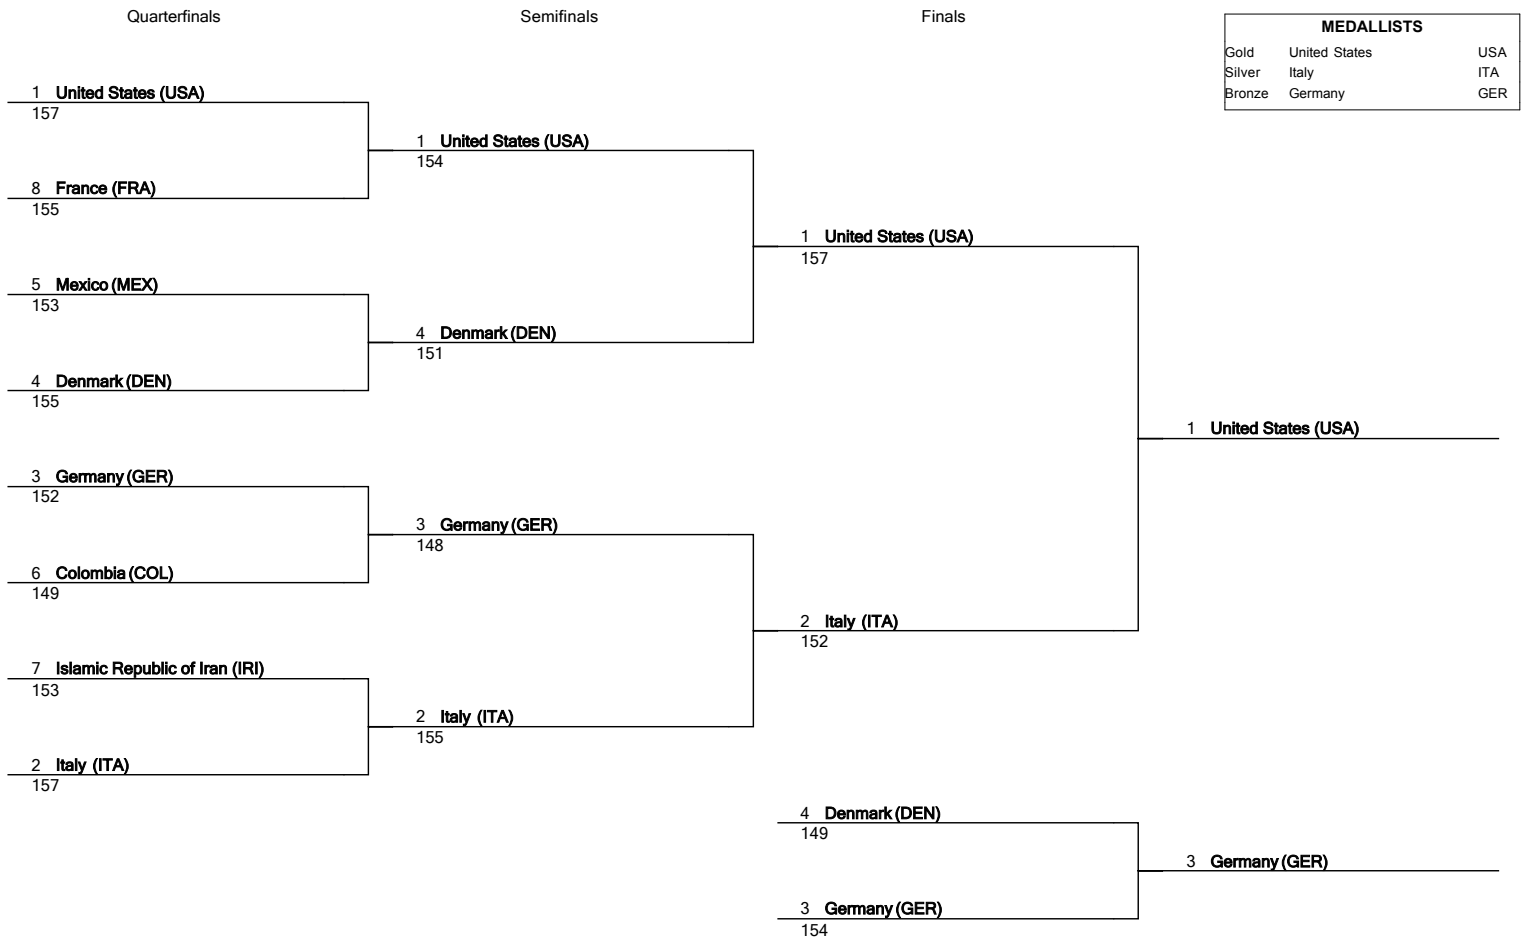 Quarterfinals Semifinals Finals
MEDALLISTS
Gold United States USA
Silver Italy ITA
Bronze Germany GER
1 United States (USA)
157
8 France (FRA)
155
5 Mexico (MEX)
153
4 Denmark (DEN)
155
3 Germany (GER)
152
6 Colombia (COL)
149
7 Islamic Republic of Iran (IRI)
153
2 Italy (ITA)
157
1 United States (USA)
154
4 Denmark (DEN)
151
3 Germany (GER)
148
2 Italy (ITA)
155
1 United States (USA)
157
2 Italy (ITA)
152
1 United States (USA)
4 Denmark (DEN)
149
3 Germany (GER)
154
3 Germany (GER)